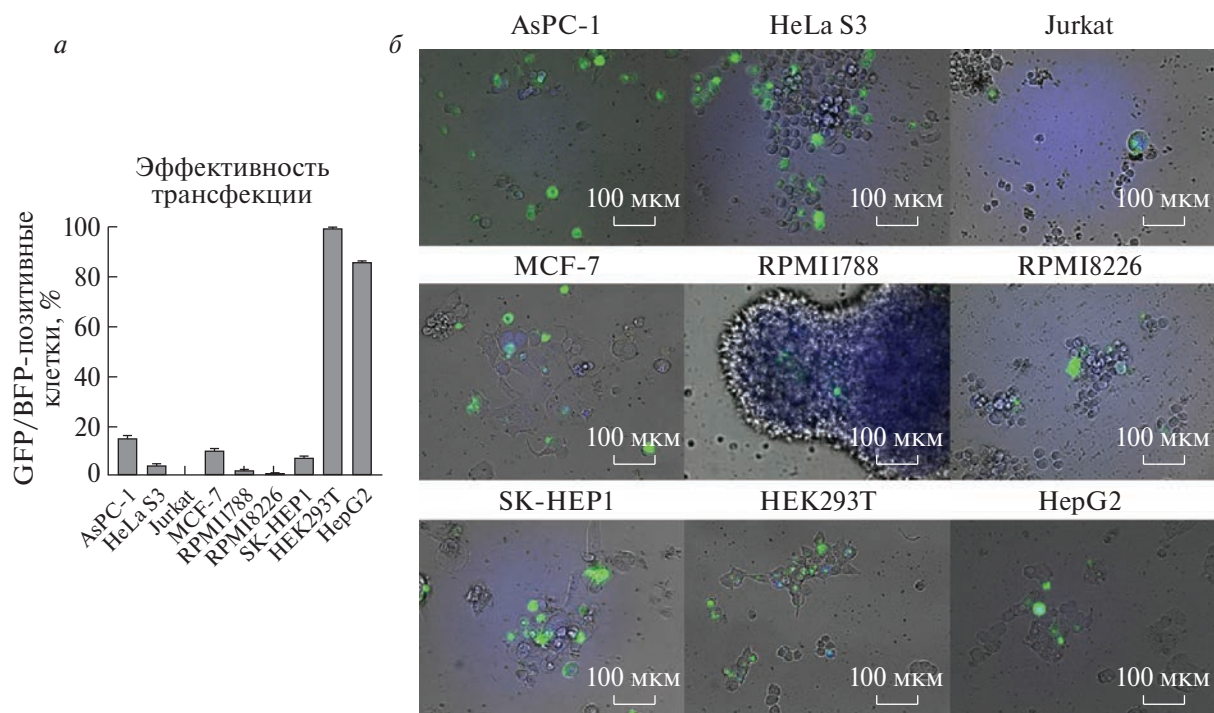 а
Эффективность
трансфекции
GFP/BFP-позитивные
клетки, %
100
80
60
40
20
0
AsPC-1
HeLa S3
Jurkat
MCF-7
RPMI1788
RPMI8226
SK-HEP1
HEK293T
HepG2
б
AsPC-1 HeLa S3 Jurkat
100 мкм 100 мкм 100 мкм
MCF-7 RPMI1788 RPMI8226
100 мкм 100 мкм 100 мкм
SK-HEP1 HEK293T HepG2
100 мкм 100 мкм 100 мкм